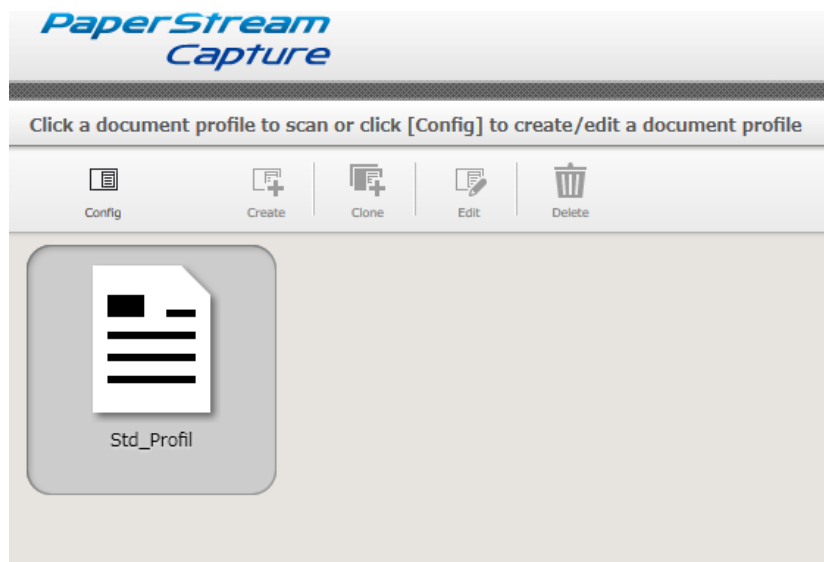 PaperStream
Capture
Click a document profile to scan or click [Config] to create/edit a document profile
Config Create Clone Edit Delete
Std_Profil